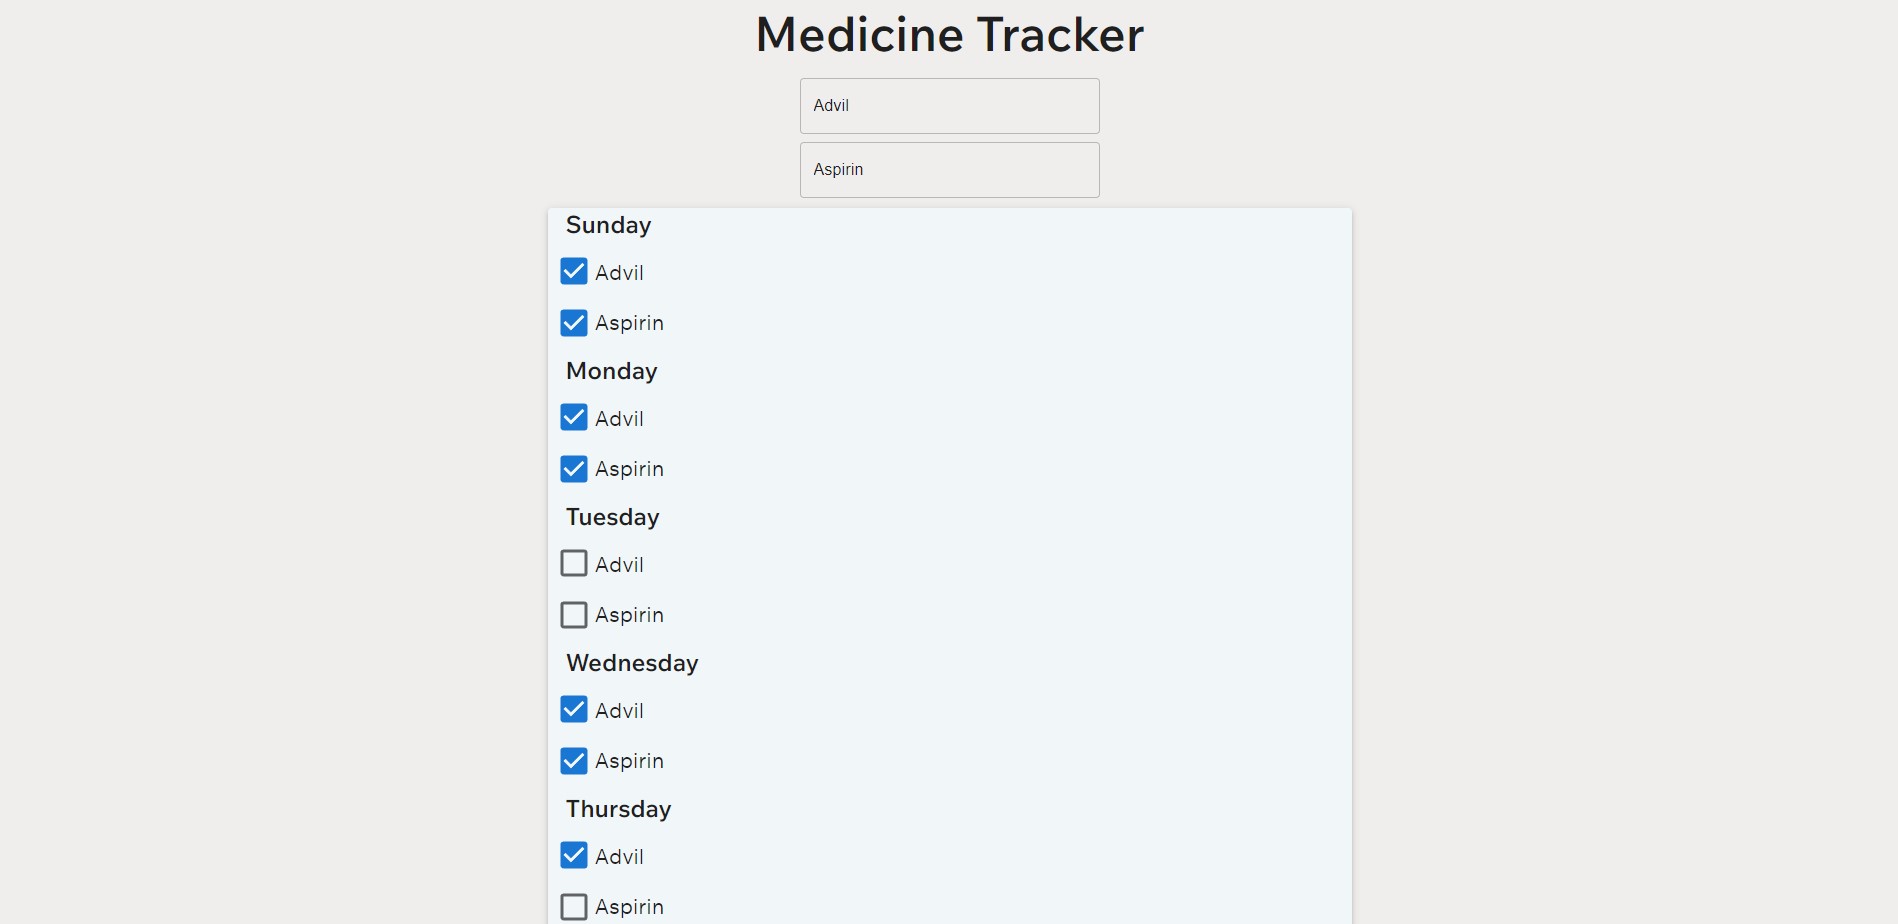 Medicine Tracker
Advil
Aspirin
Sunday
Advil
Aspirin
Monday
Advil
Aspirin
Tuesday
Advil
Aspirin
Wednesday
Advil
Aspirin
Thursday
Advil
Aspirin